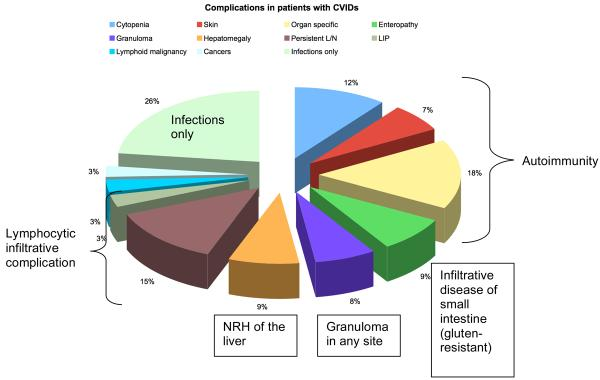 Complications in patients with CVIDs
Cytopenia Skin Organ specific Enteropathy
Granuloma Hepatomegaly Persistent L/N LIP
Lymphoid malignancy Cancers Infections only
12%
26%
7%
Infections
only
Autoimmunity
18%
3%
3%
3%
Lymphocytic
infiltrative
complication
15%
9%
8%
9%
Infiltrative
disease of
small
intestine
(gluten-
resistant)
NRH of the
liver
Granuloma
in any site